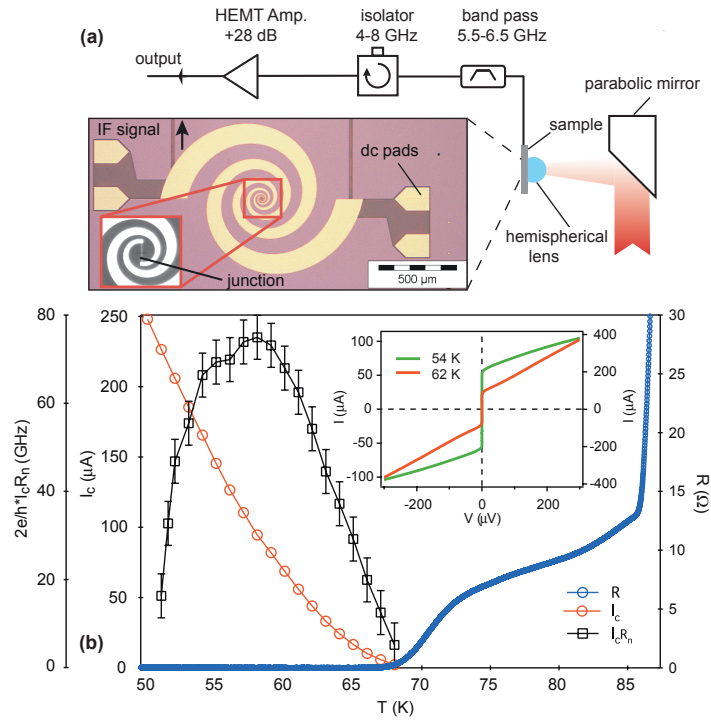 (a)
HEMT Amp.
+28 dB
isolator
4-8 GHz
band pass
5.5-6.5 GHz
output
parabolic mirror
sample
IF signal
dc pads
hemispherical
lens
junction
500 µm
80
60
40
20
0
2e/h*IcRn (GHz)
250
200
150
100
50
0
Ic (µA)
100
50
0
-50
-100
I (µA)
54 K
62 K
400
200
0
-200
-400
I (µA)
-200
0
200
V (µV)
30
25
20
15
10
5
0
R (Ω)
R
Ic
IcRn
(b)
50
55
60
65
70
75
80
85
T (K)